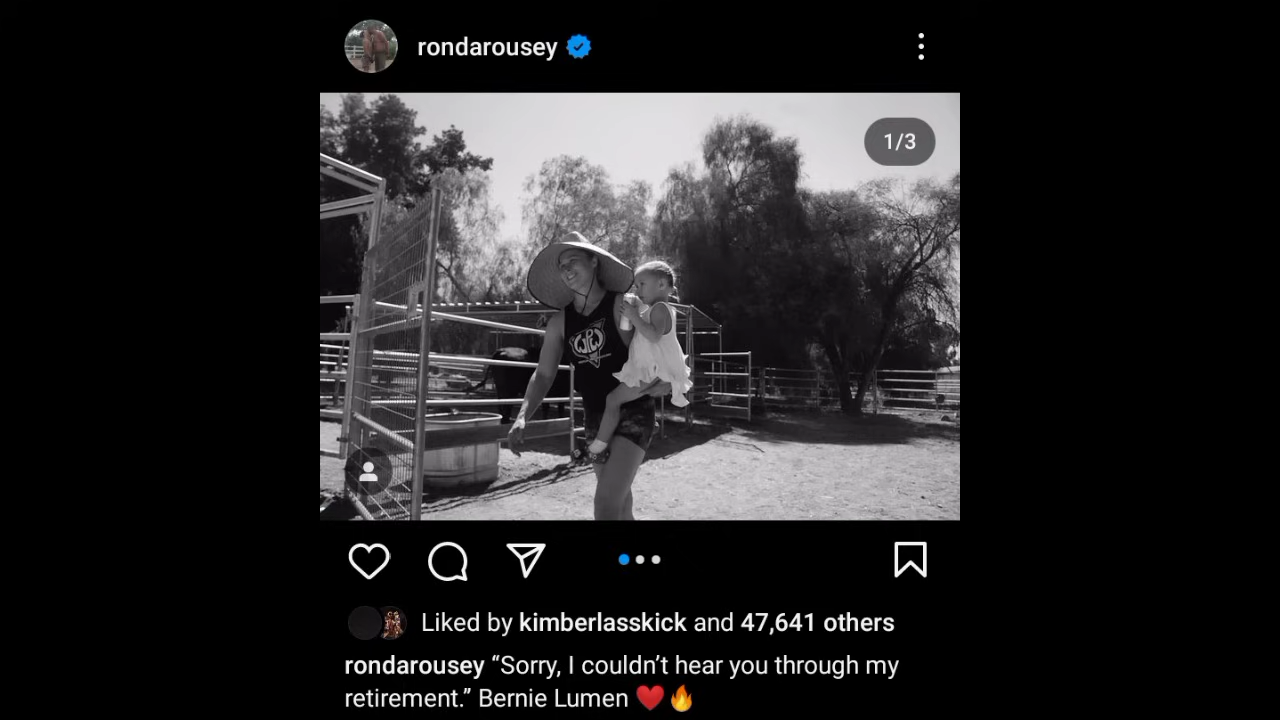 rondarousey
1/3
WPW
Liked by kimberlasskick and 47,641 others
rondarousey “Sorry, I couldn’t hear you through my
retirement.” Bernie Lumen ❤️🔥